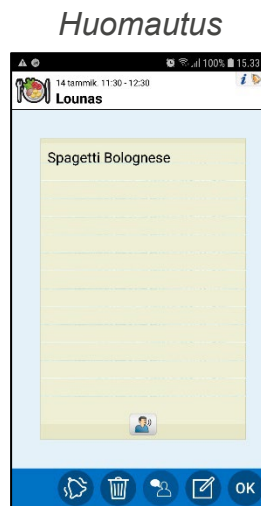 Huomautus
100% 15.33
14 tammik. 11:30 - 12:30
i
Lounas
Spagetti Bolognese
OK